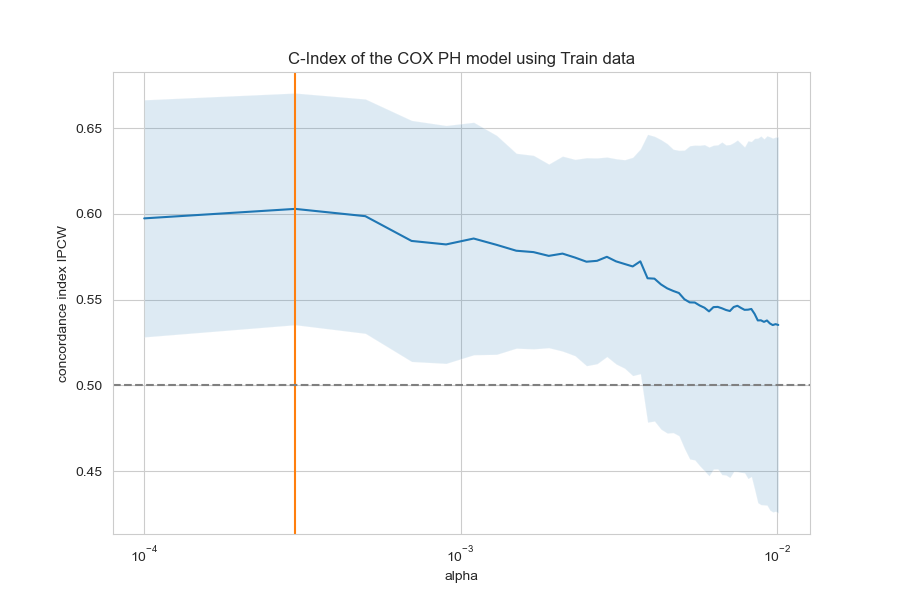 C-Index of the COX PH model using Train data
concordance index IPCW
0.65
0.60
0.55
0.50
0.45
10⁻⁴
10⁻³
10⁻²
alpha